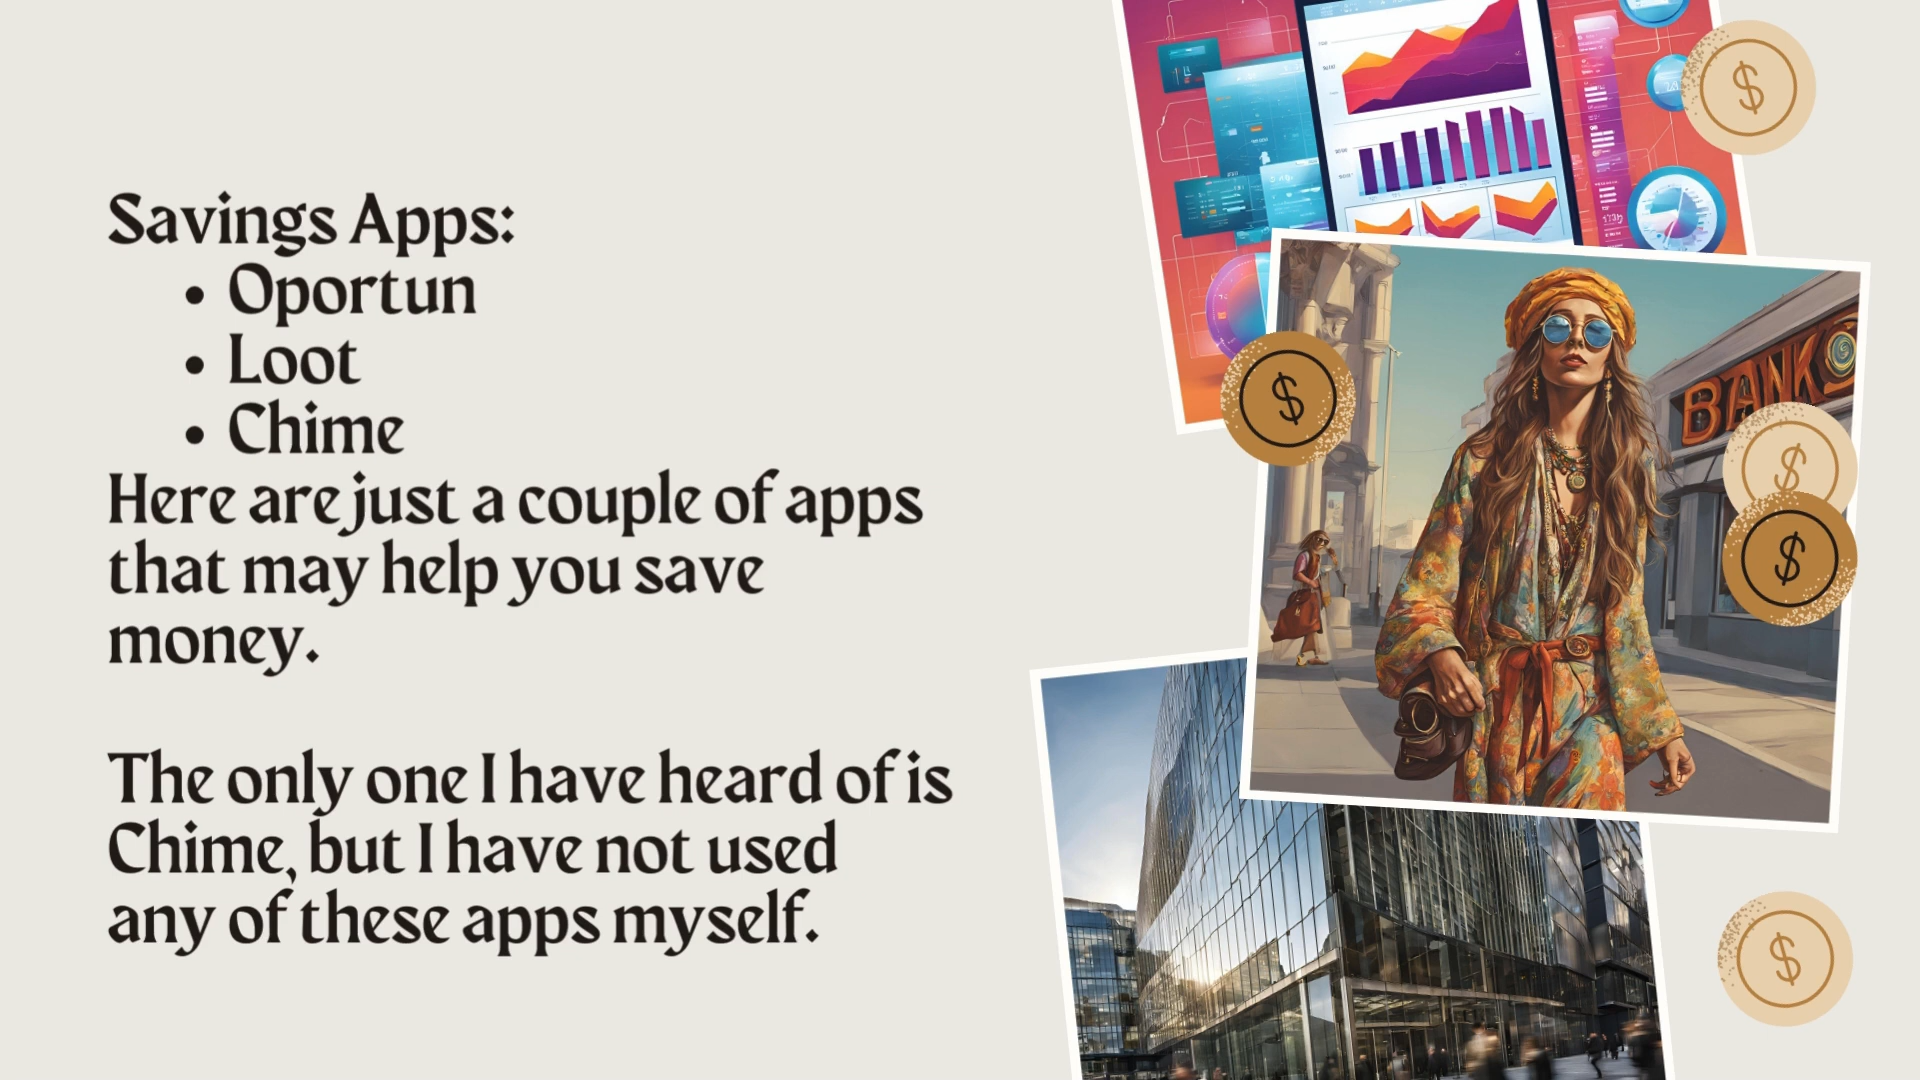 Savings Apps:
• Oportun
• Loot
• Chime
Here are just a couple of apps
that may help you save
money.
The only one I have heard of is
Chime, but I have not used
any of these apps myself.
$
$
BANK
$
$
$